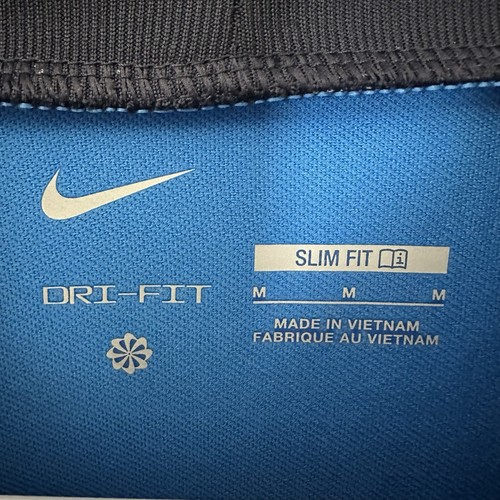 DRI-FIT
SLIM FIT
M M M
MADE IN VIETNAM
FABRIQUE AU VIETNAM